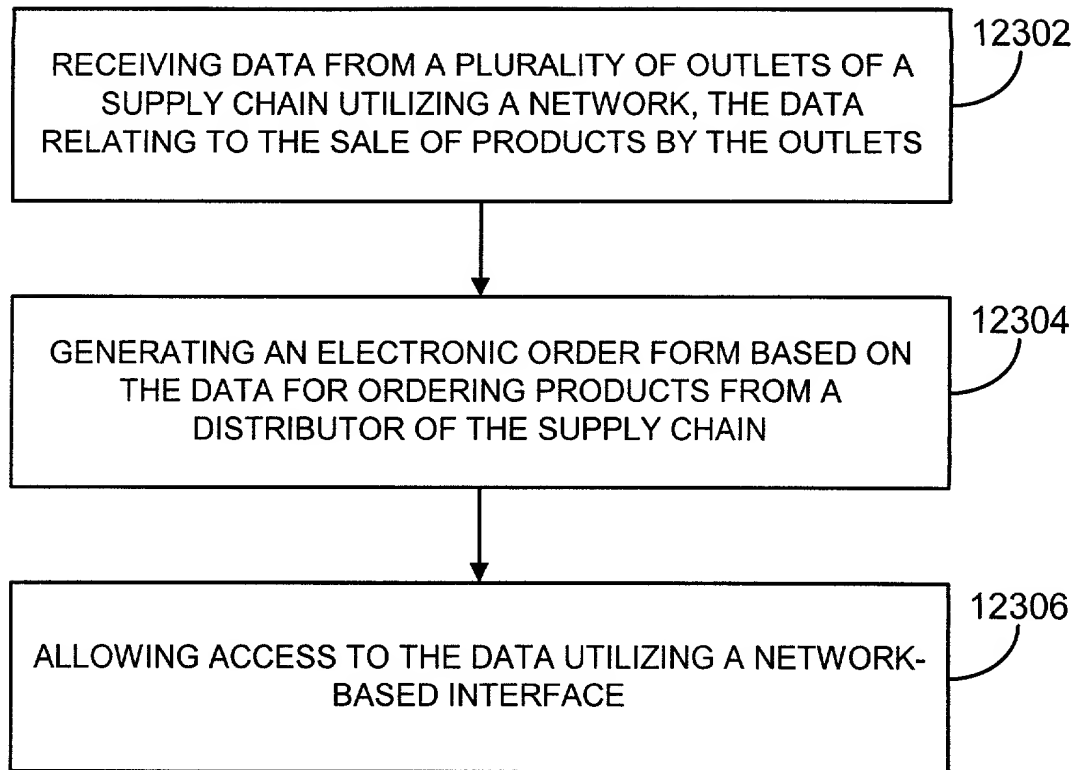 12302
RECEIVING DATA FROM A PLURALITY OF OUTLETS OF A
SUPPLY CHAIN UTILIZING A NETWORK, THE DATA
RELATING TO THE SALE OF PRODUCTS BY THE OUTLETS
12304
GENERATING AN ELECTRONIC ORDER FORM BASED ON
THE DATA FOR ORDERING PRODUCTS FROM A
DISTRIBUTOR OF THE SUPPLY CHAIN
12306
ALLOWING ACCESS TO THE DATA UTILIZING A NETWORK-
BASED INTERFACE